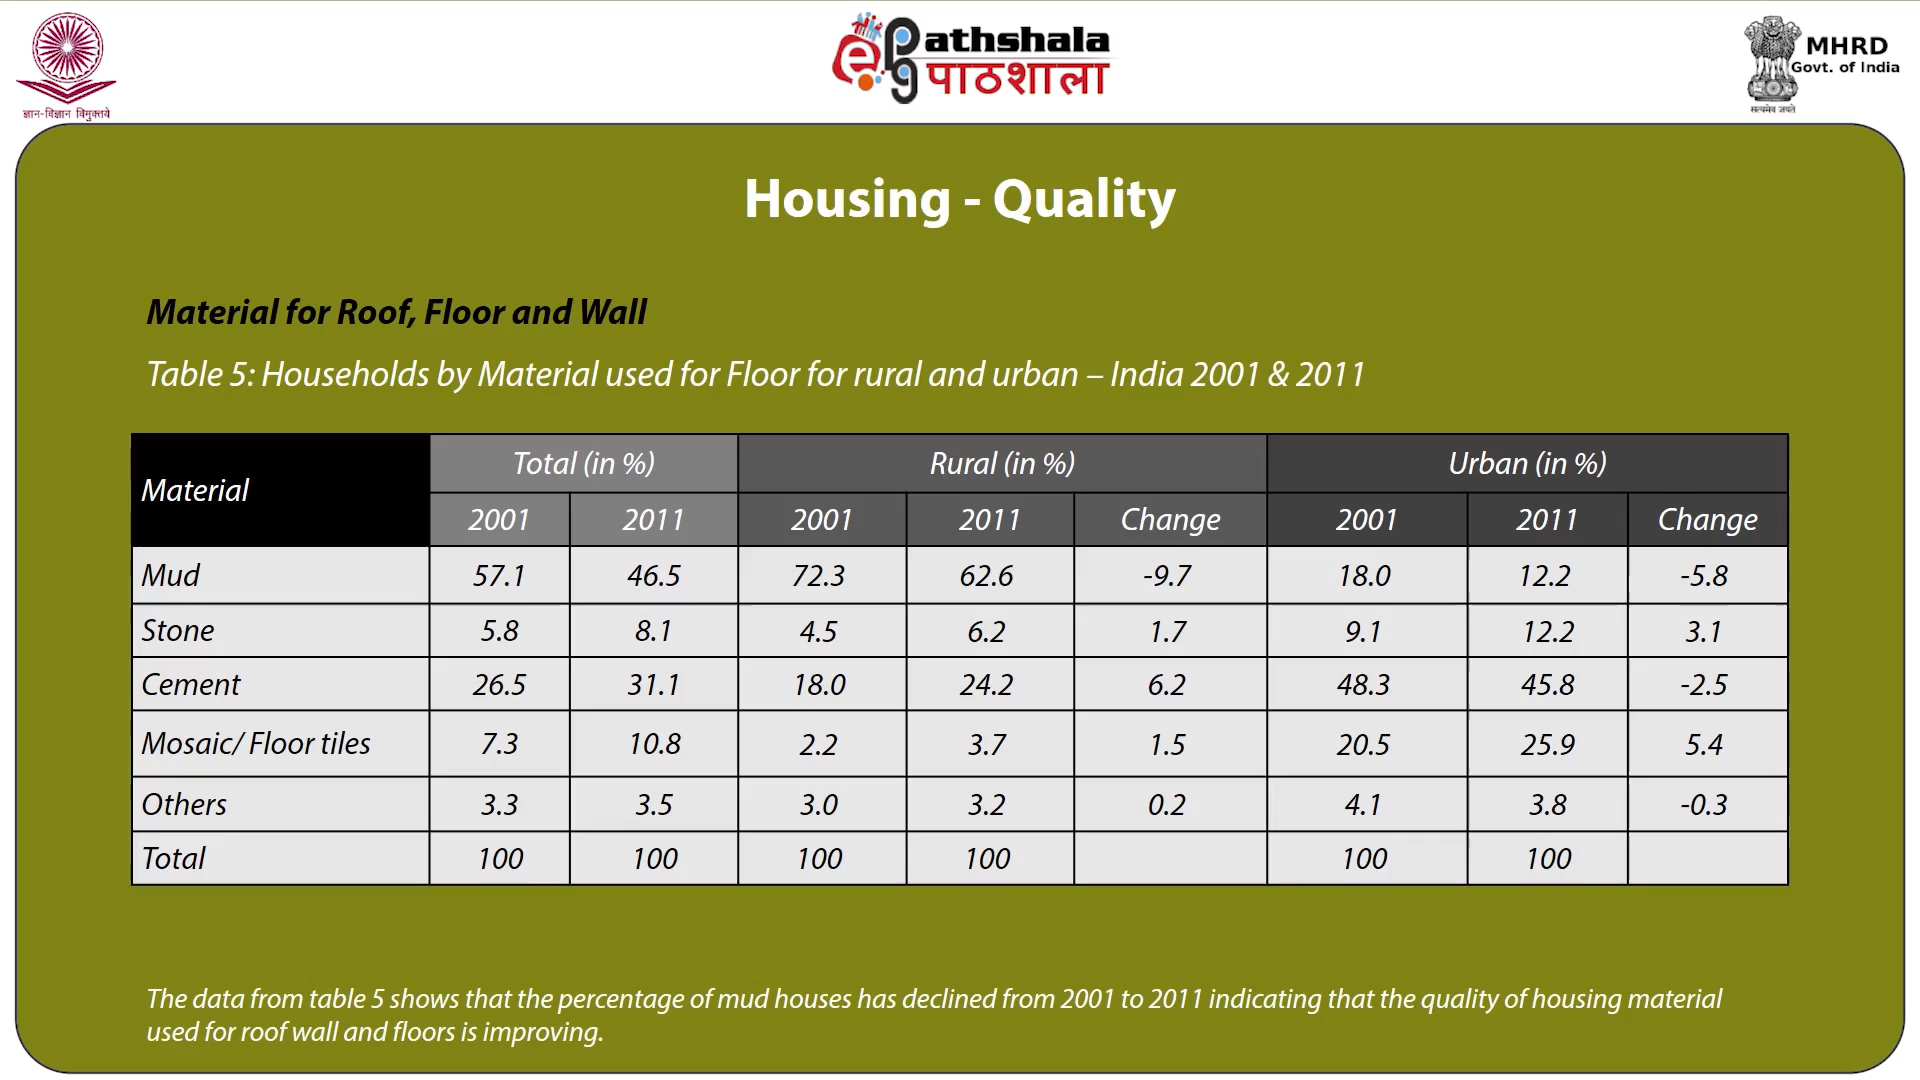 ज्ञान-विज्ञान विमुक्तये
ePG Pathshala
पाठशाला
MHRD
Govt. of India
सत्यमेव जयते
Housing - Quality
Material for Roof, Floor and Wall
Table 5: Households by Material used for Floor for rural and urban – India 2001 & 2011
Material Total (in %) Rural (in %) Urban (in %)
2001 2011 2001 2011 Change 2001 2011 Change
Mud 57.1 46.5 72.3 62.6 -9.7 18.0 12.2 -5.8
Stone 5.8 8.1 4.5 6.2 1.7 9.1 12.2 3.1
Cement 26.5 31.1 18.0 24.2 6.2 48.3 45.8 -2.5
Mosaic/ Floor tiles 7.3 10.8 2.2 3.7 1.5 20.5 25.9 5.4
Others 3.3 3.5 3.0 3.2 0.2 4.1 3.8 -0.3
Total 100 100 100 100 100 100
The data from table 5 shows that the percentage of mud houses has declined from 2001 to 2011 indicating that the quality of housing material
used for roof wall and floors is improving.